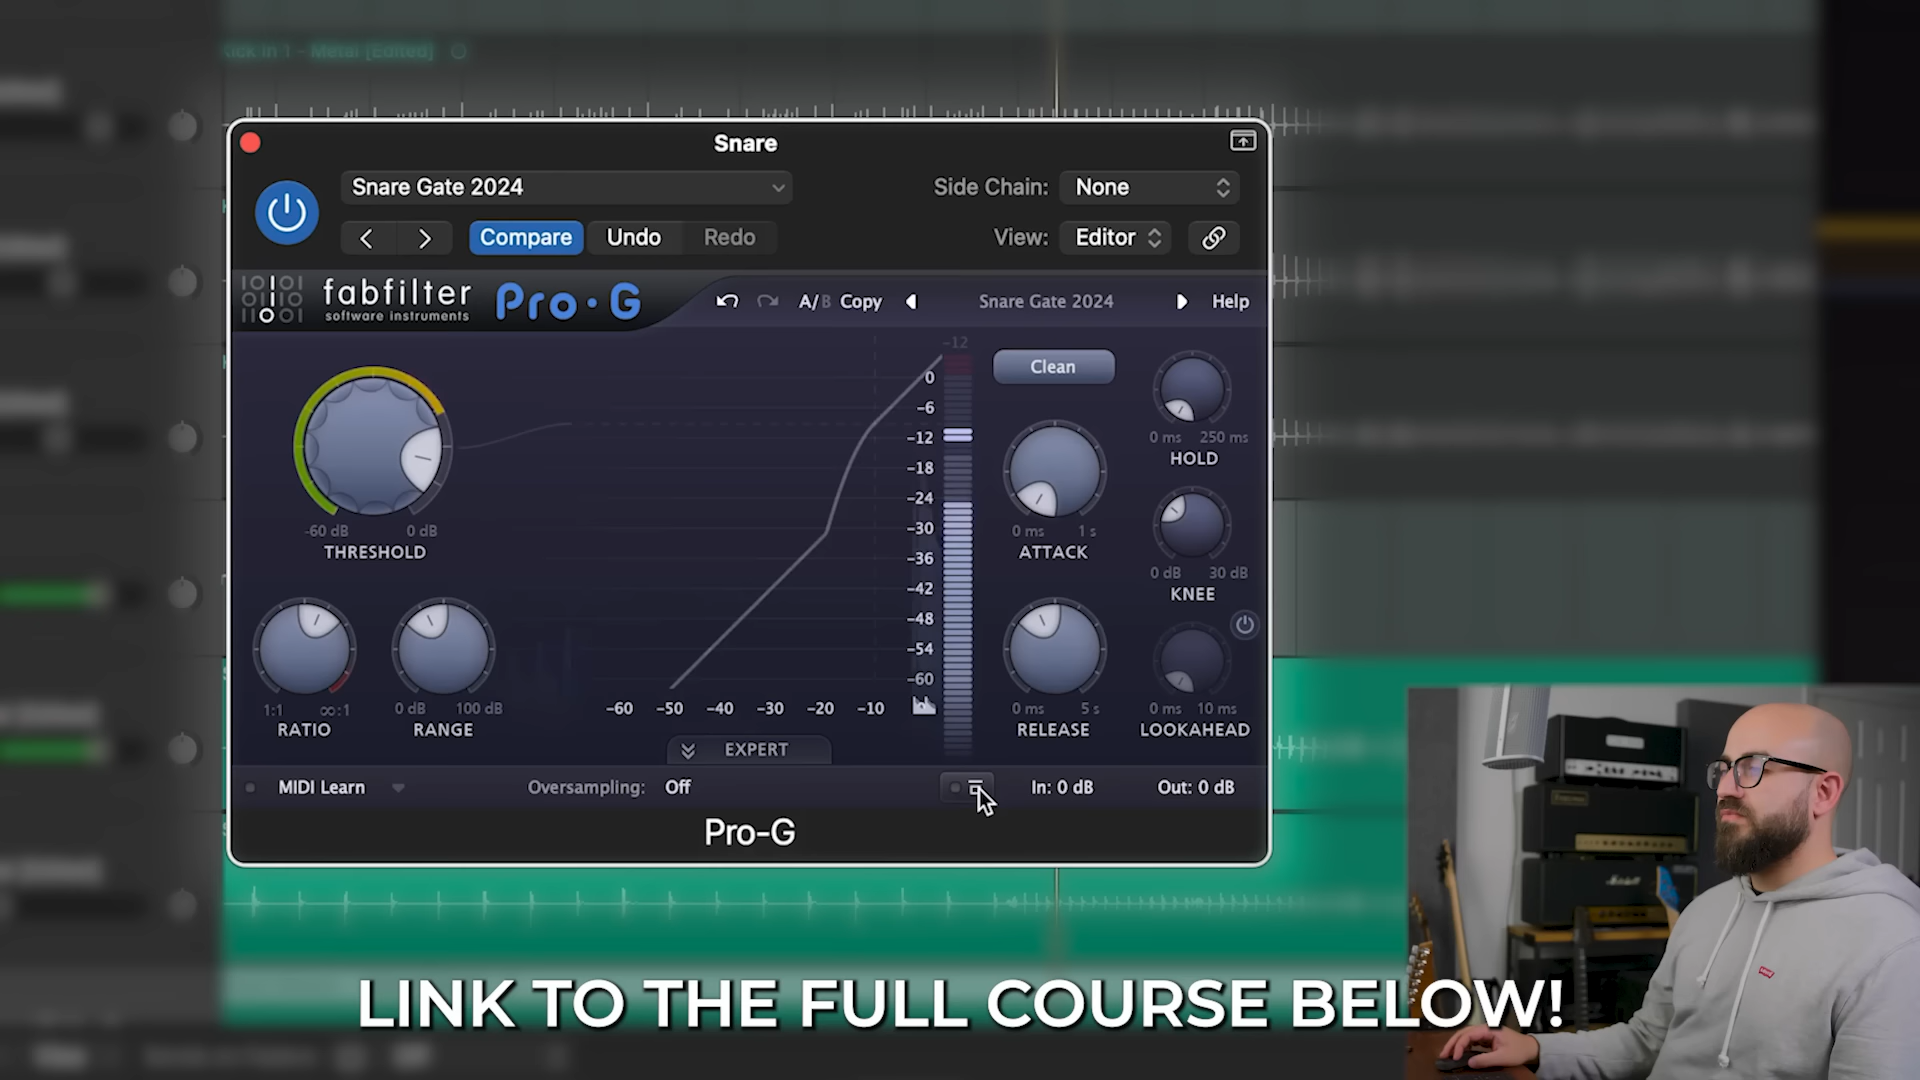 Kick In 1 - Metal [Edited]
Snare
Snare Gate 2024
Side Chain: None
Compare Undo Redo
View: Editor
fabfilter
software instruments
Pro·G
A/B Copy
Snare Gate 2024
Help
-12
0
-6
-12
-18
-24
-30
-36
-42
-48
-54
-60
Clean
0 ms 250 ms
HOLD
-60 dB 0 dB
THRESHOLD
0 ms 1 s
ATTACK
0 dB 30 dB
KNEE
1:1 ∞:1
RATIO
0 dB 100 dB
RANGE
-60 -50 -40 -30 -20 -10
0 ms 5 s
RELEASE
0 ms 10 ms
LOOKAHEAD
EXPERT
MIDI Learn
Oversampling: Off
In: 0 dB
Out: 0 dB
Pro-G
LINK TO THE FULL COURSE BELOW!